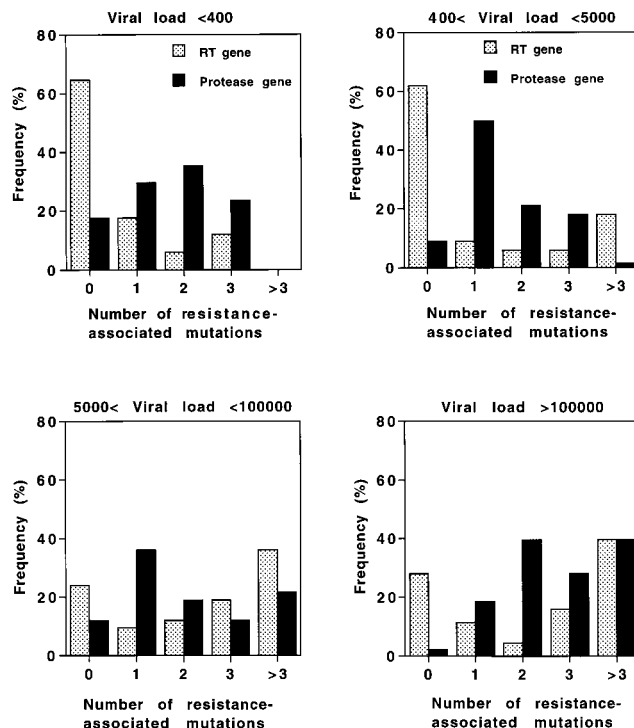 Viral load <400
80
60
40
20
0
Frequency (%)
RT gene
Protease gene
0 1 2 3 >3
Number of resistance-
associated mutations
400< Viral load <5000
80
60
40
20
0
Frequency (%)
RT gene
Protease gene
0 1 2 3 >3
Number of resistance-
associated mutations
5000< Viral load <100000
80
60
40
20
0
Frequency (%)
0 1 2 3 >3
Number of resistance-
associated mutations
Viral load >100000
80
60
40
20
0
Frequency (%)
0 1 2 3 >3
Number of resistance-
associated mutations